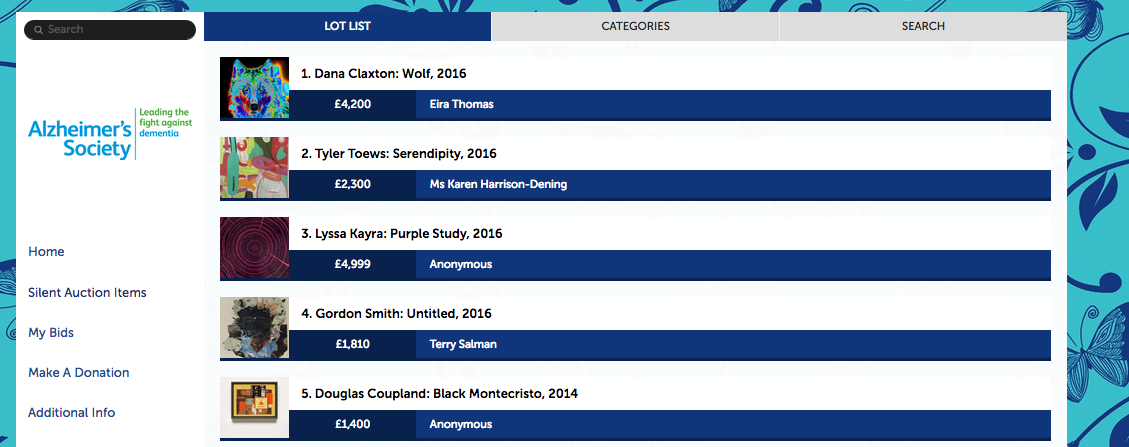 Search
Alzheimer's
Society
Leading the
fight against
dementia
Home
Silent Auction Items
My Bids
Make A Donation
Additional Info
LOT LIST
CATEGORIES
SEARCH
1. Dana Claxton: Wolf, 2016
£4,200 Eira Thomas
2. Tyler Toews: Serendipity, 2016
£2,300 Ms Karen Harrison-Dening
3. Lyssa Kayra: Purple Study, 2016
£4,999 Anonymous
4. Gordon Smith: Untitled, 2016
£1,810 Terry Salman
5. Douglas Coupland: Black Montecristo, 2014
£1,400 Anonymous